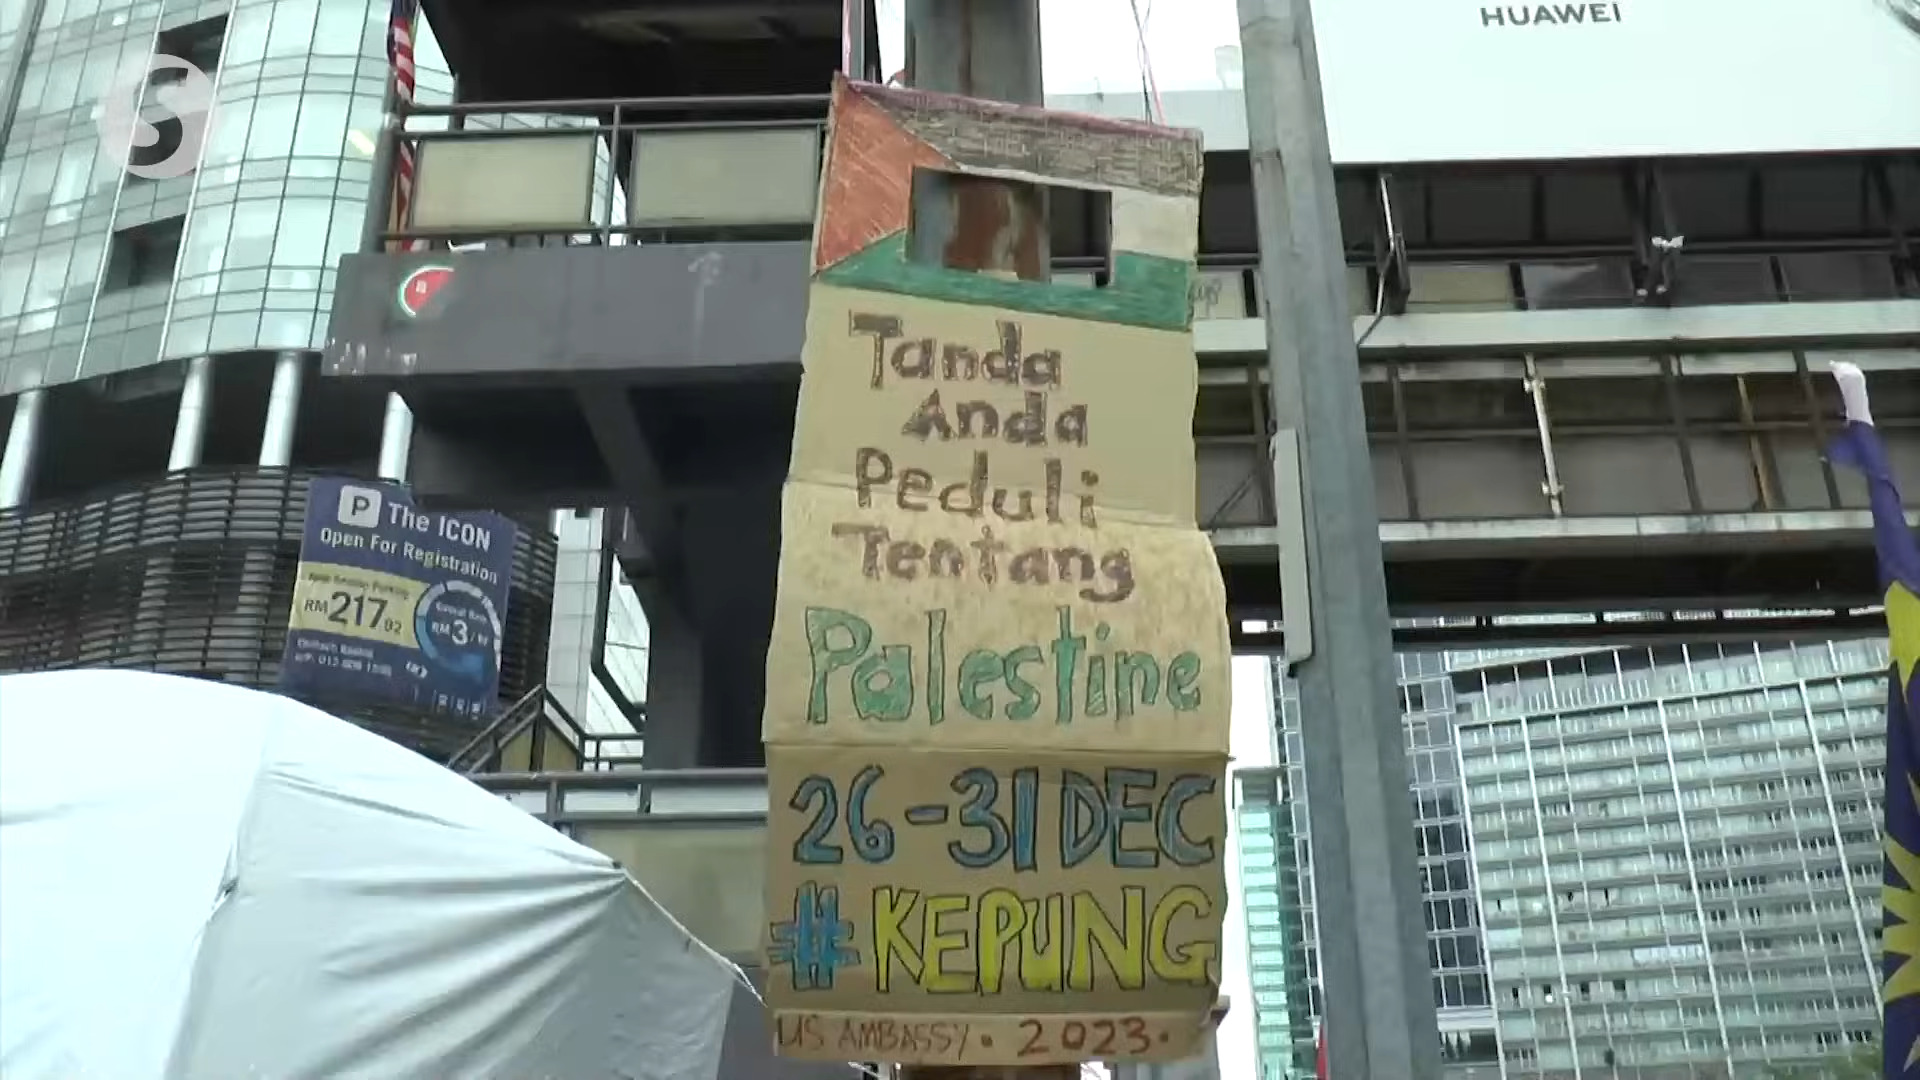 S
HUAWEI
Tanda
Anda
Peduli
Tentang
Palestine
26-31 DEC
#KEPUNG
US AMBASSY. 2023.
P The ICON
Open For Registration
RM 217.02
RM 3